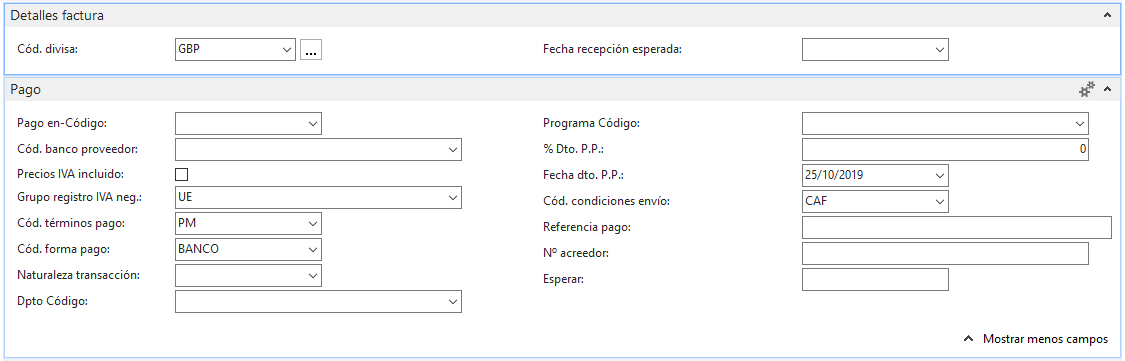 Detalles factura
Cód. divisa: GBP ...
Fecha recepción esperada:
Pago
Pago en-Código:
Cód. banco proveedor:
Precios IVA incluido:
Grupo registro IVA neg.: UE
Cód. términos pago: PM
Cód. forma pago: BANCO
Naturaleza transacción:
Dpto Código:
Programa Código:
% Dto. P.P.: 0
Fecha dto. P.P.: 25/10/2019
Cód. condiciones envío: CAF
Referencia pago:
Nº acreedor:
Esperar:
Mostrar menos campos